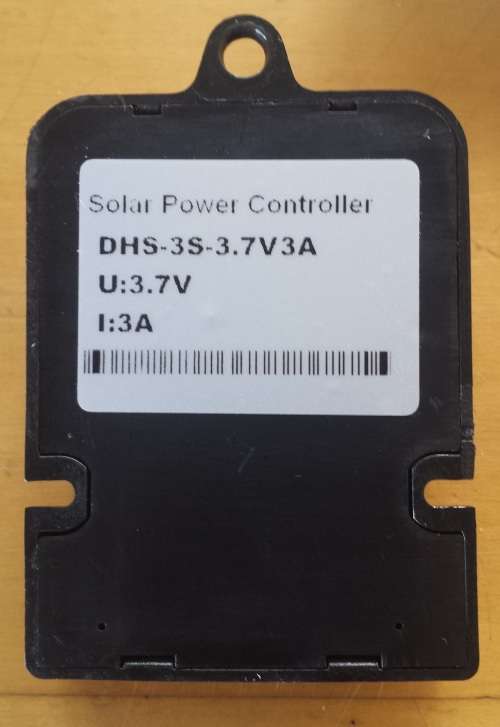 Solar Power Controller
DHS-3S-3.7V3A
U:3.7V
I:3A